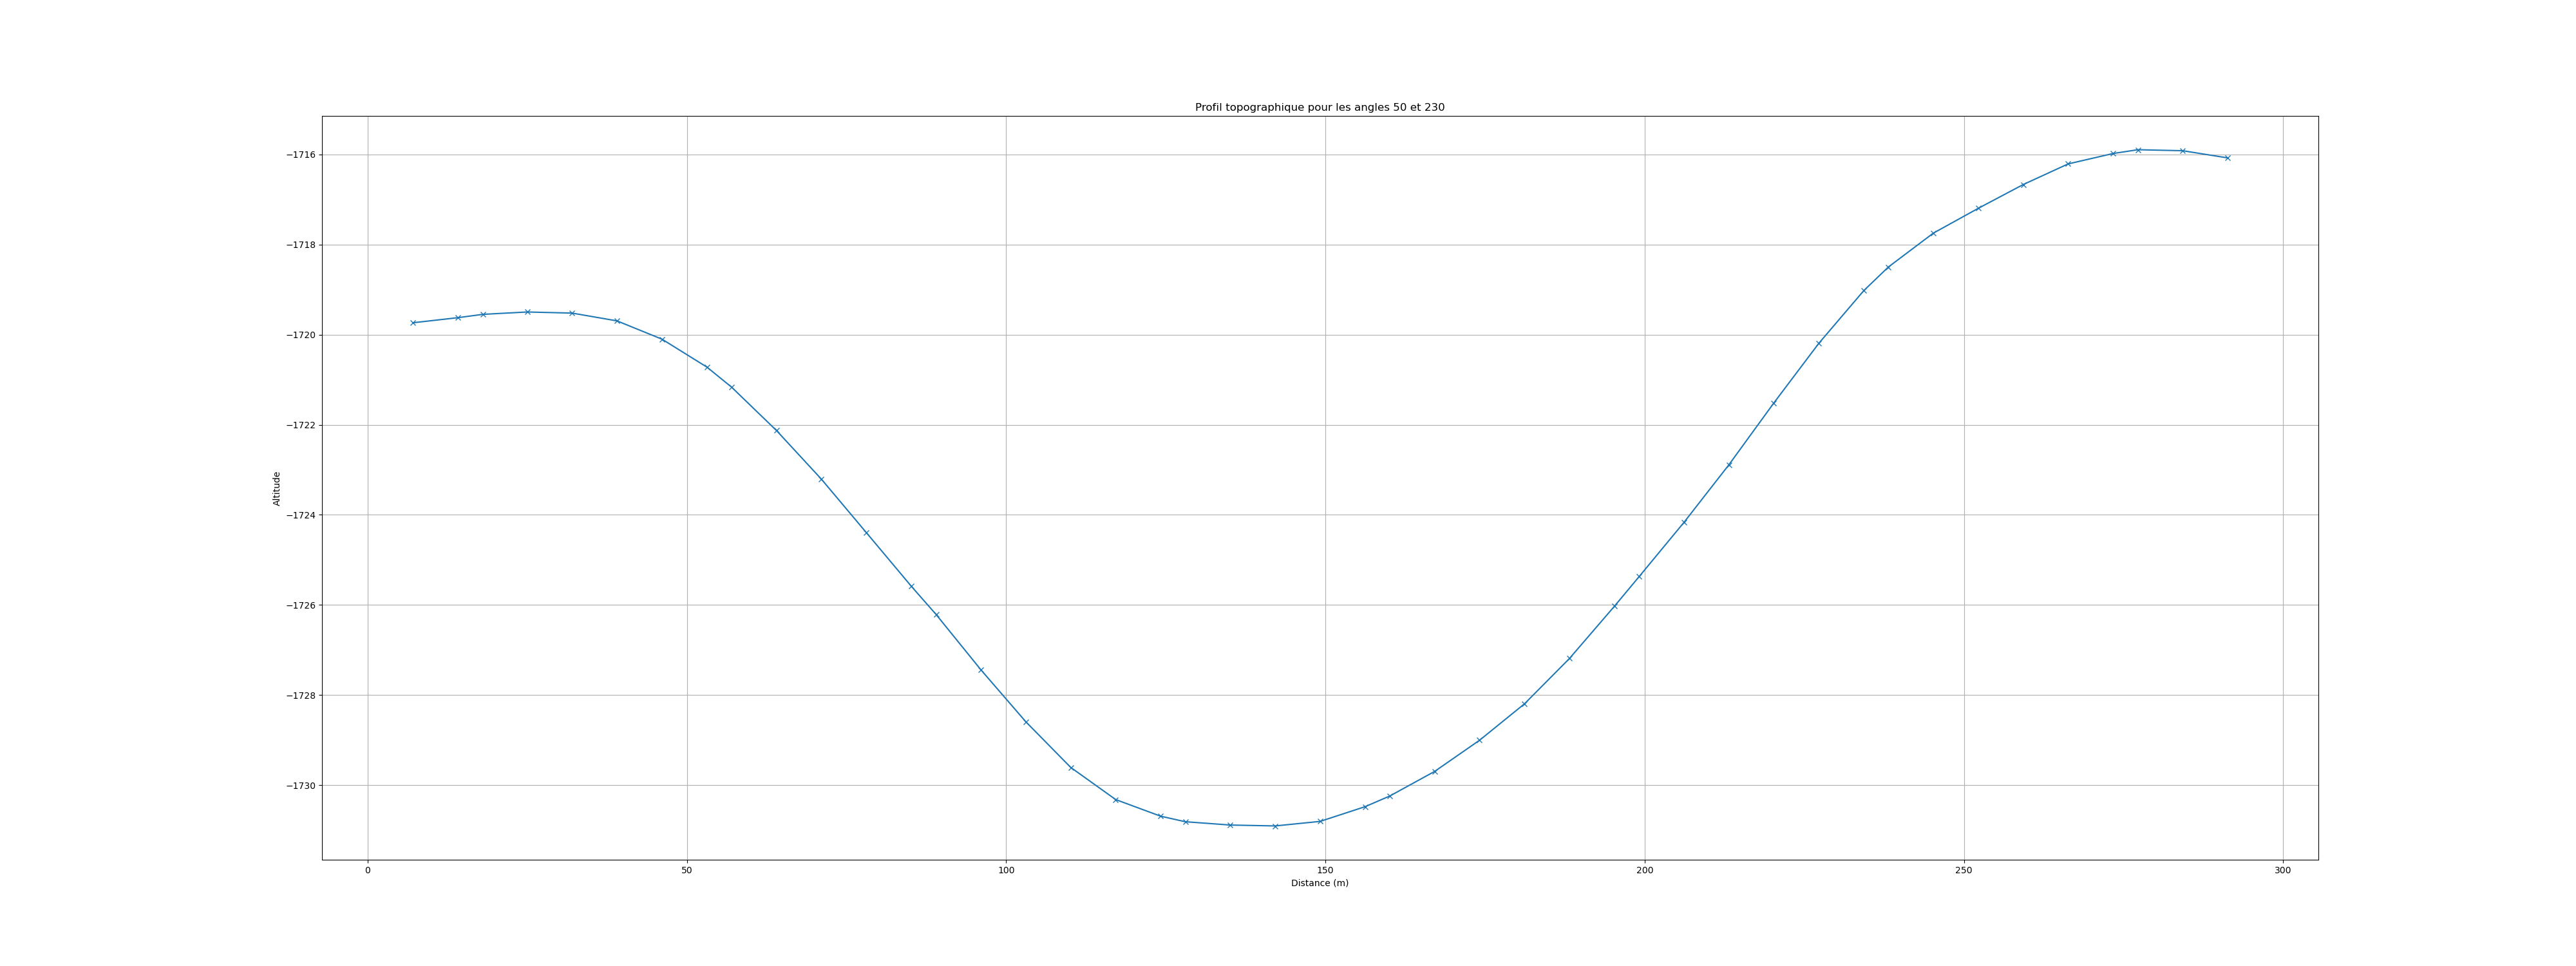 Profil topographique pour les angles 50 et 230
−1716
−1718
−1720
−1722
−1724
−1726
−1728
−1730
Altitude
0 50 100 150 200 250 300
Distance (m)